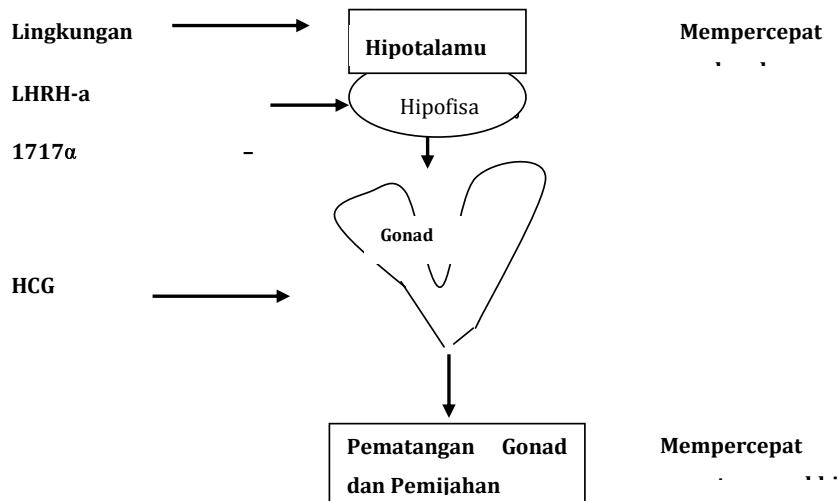 Lingkungan
Hipotalamu
Mempercepat
LHRH-a
Hipofisa
1717α –
Gonad
HCG
Pematangan Gonad
dan Pemijahan
Mempercepat